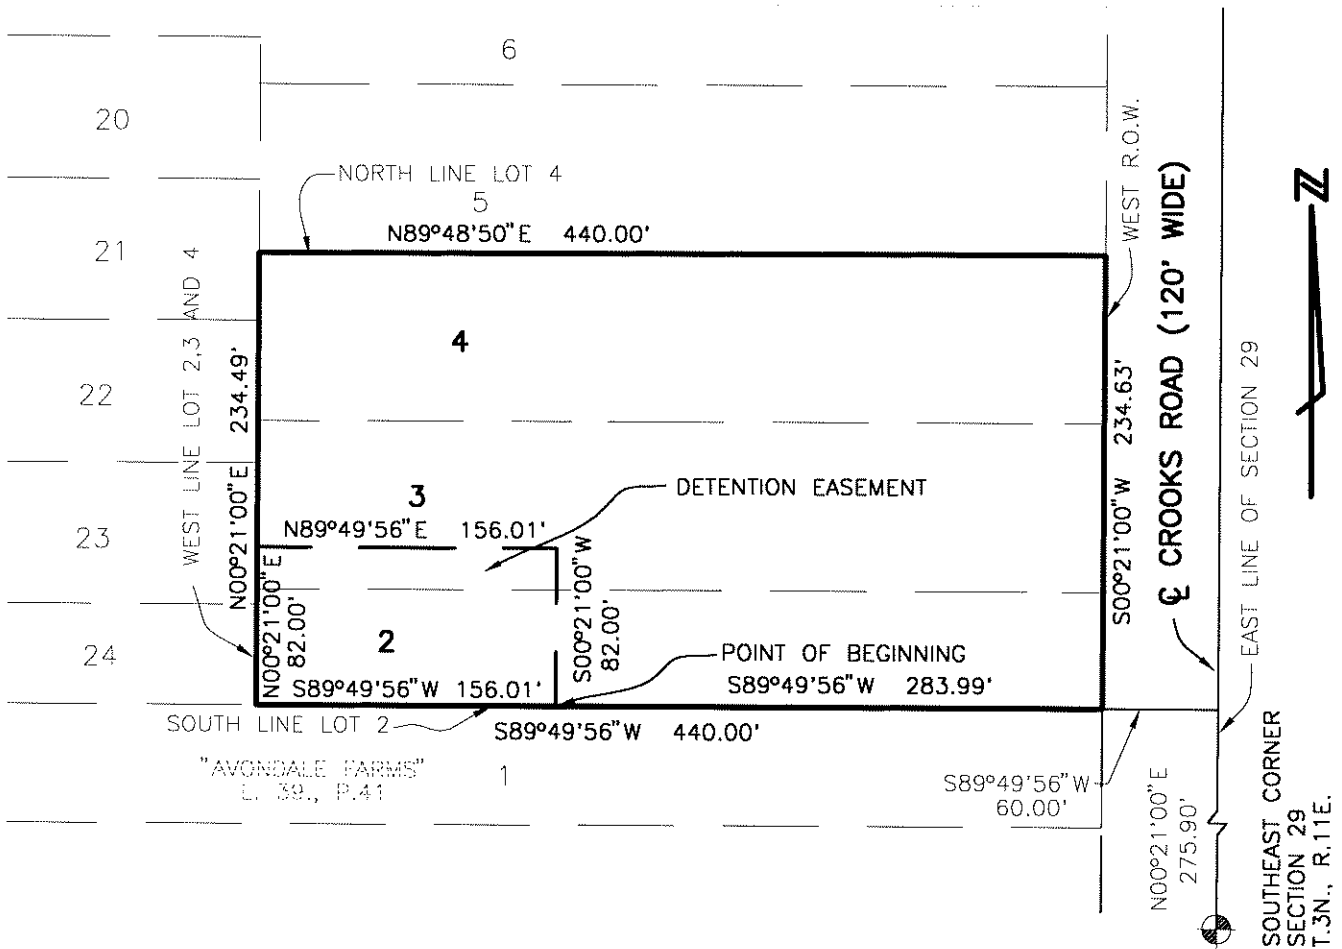 6
20
NORTH LINE LOT 4
5
N89°48'50"E 440.00'
21
WEST LINE LOT 2,3 AND 4
N00°21'00"E 234.49'
4
22
3
DETENTION EASEMENT
N89°49'56"E 156.01'
23
N00°21'00"E
82.00'
S00°21'00"W
82.00'
2
24
POINT OF BEGINNING
S89°49'56"W 156.01'
S89°49'56"W 283.99'
SOUTH LINE LOT 2
S89°49'56"W 440.00'
"AVONDALE FARMS"
L. 39., P.41
1
S89°49'56"W
60.00'
WEST R.O.W.
S00°21'00"W 234.63'
℄ CROOKS ROAD (120' WIDE)
EAST LINE OF SECTION 29
N00°21'00"E
275.90'
SOUTHEAST CORNER
SECTION 29
T.3N., R.11E.
N